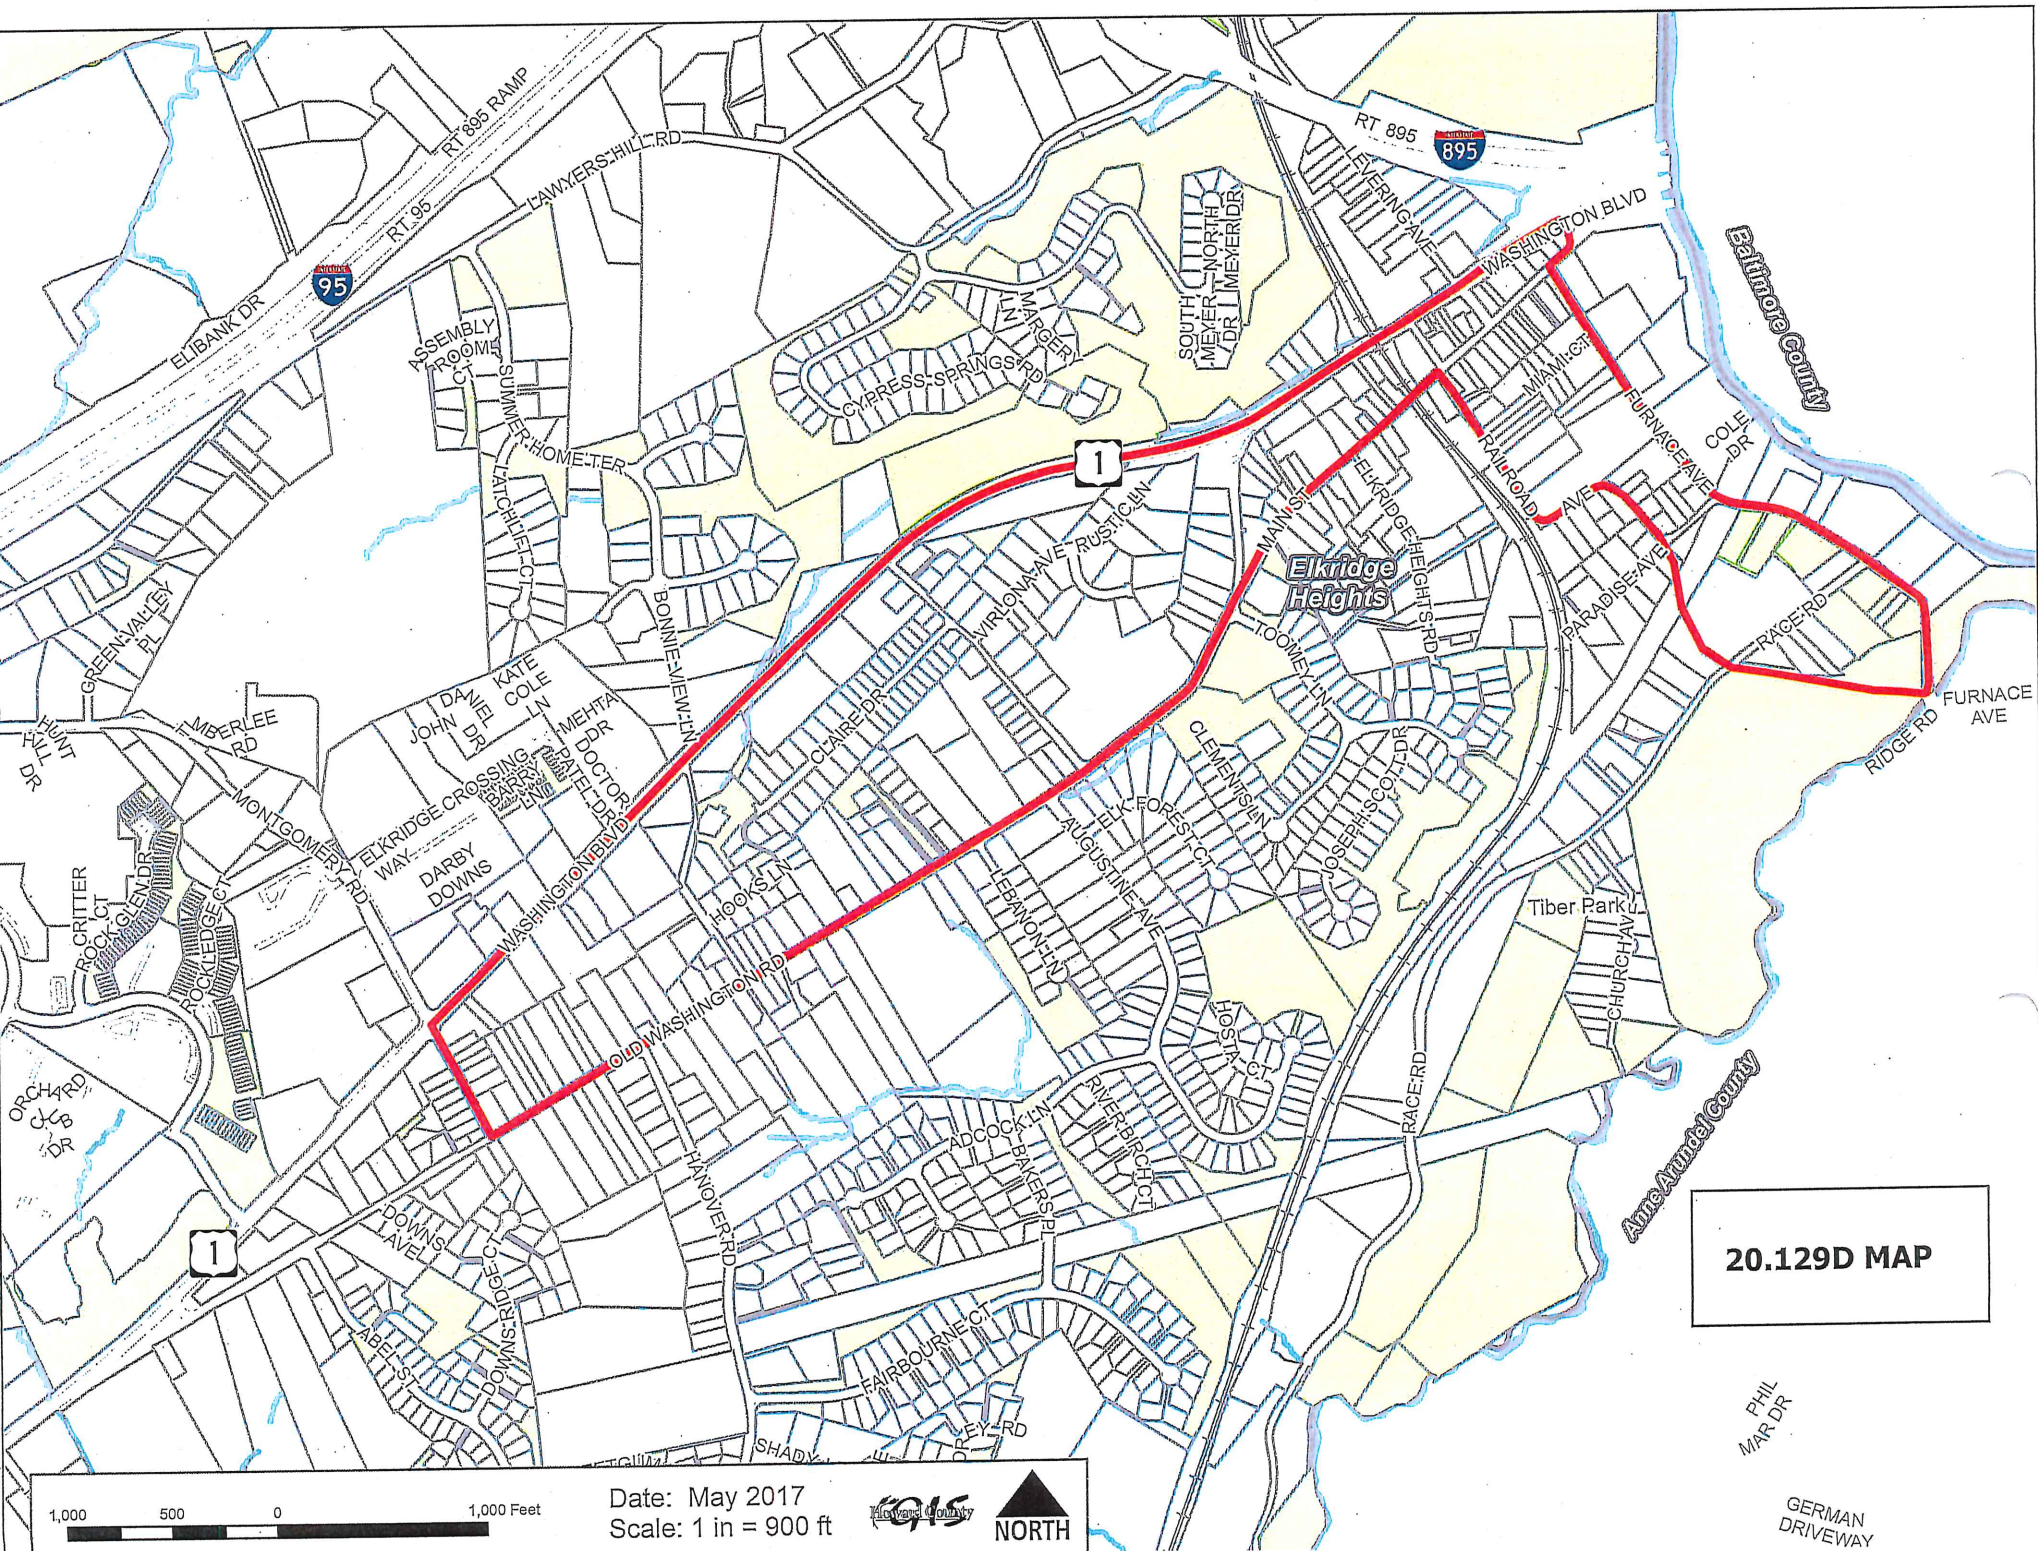 RT 895 RAMP
RT 895
895
LAWYERS HILL RD
LEVERING AVE
WASHINGTON BLVD
RT 95
95
ELIBANK DR
Baltimore County
SOUTH
MEYER
DR
NORTH
MEYER DR
MARGERY
LN
ASSEMBLY
ROOM
CT
SUMMER HOME TER
CYPRESS SPRINGS RD
MIAMI CT
FURNACE AVE
COLE
DR
1
RAILROAD AVE
LATCHLIFT CT
MAIN ST
ELKRIDGE HEIGHTS RD
RUSTIC LN
VIRLONA AVE
Elkridge
Heights
PARADISE AVE
RACE RD
GREEN VALLEY
PL
BONNIE VIEW LN
TOOMEY LN
KATE
COLE
LN
DANIEL
DR
JOHN
MEHTA
DR
CLAIRE DR
FURNACE
AVE
RIDGE RD
HUNT
HILL
DR
EMBERLEE
RD
DOCTOR
PATEL DR
ELKRIDGE CROSSING
WAY
BARRY
LN
CLEMENTS LN
JOSEPH SCOTT DR
MONTGOMERY RD
WASHINGTON BLVD
DARBY
DOWNS
ELK FOREST CT
AUGUSTINE AVE
HOOKS LN
LEBANON LN
CRITTER
CT
ROCK GLEN DR
ROCKLEDGE CT
Tiber Park
CHURCH AV
OLD WASHINGTON RD
HOSTA CT
ORCHARD
DR
RACE RD
ADCOCK LN
BAKERS PL
RIVER BIRCH CT
HANOVER RD
Anne Arundel County
DOWNS
AVE
1
DOWNS RIDGE CT
ABEL ST
FAIRBOURNE CT
20.129D MAP
SHADY
EY RD
PHIL
MAR DR
GERMAN
DRIVEWAY
1,000 500 0 1,000 Feet
Date: May 2017
Scale: 1 in = 900 ft
Howard County
GIS
NORTH